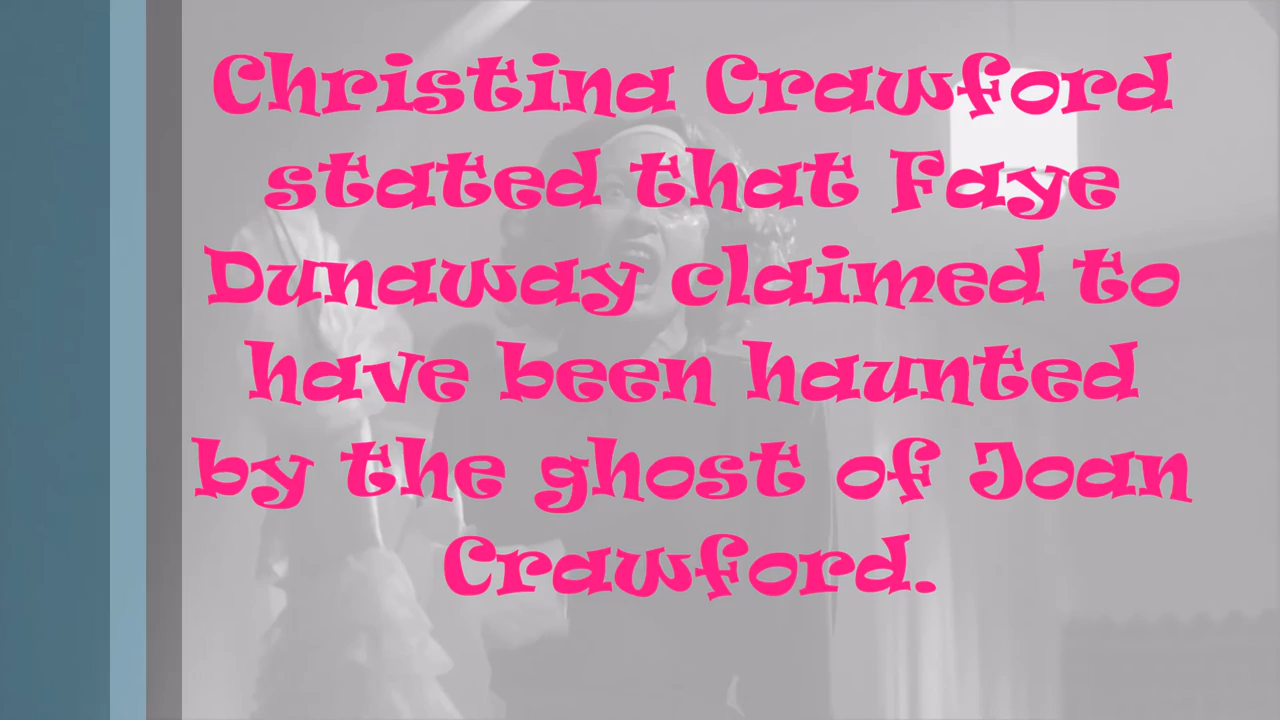 Christina Crawford
stated that Faye
Dunaway claimed to
have been haunted
by the ghost of Joan
Crawford.